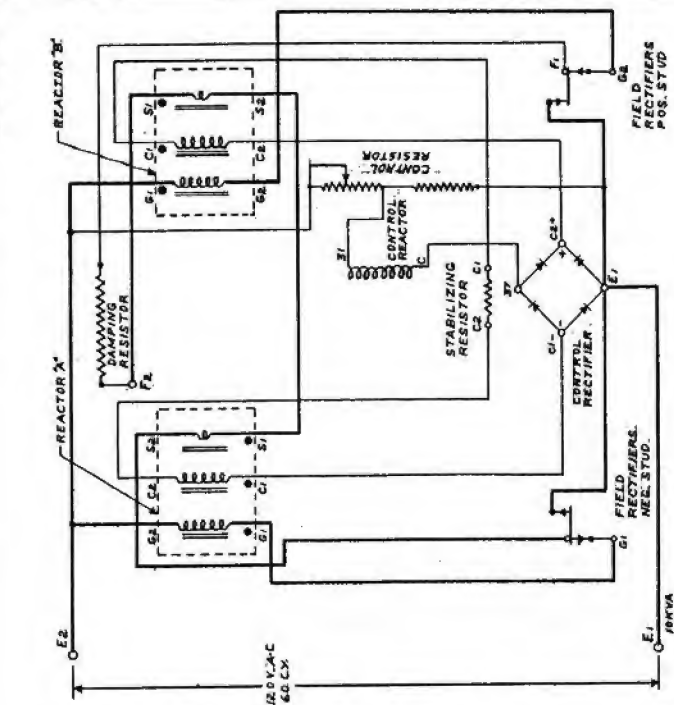 REACTOR "A"
REACTOR "B"
E2
G2
C2
S2
G1
C1
S1
DAMPING
RESISTOR
F2
G1
C1
S1
G2
C2
S2
120 V. A-C
60 CY.
STABILIZING
RESISTOR
C2
C1
CONTROL
REACTOR
31
C
CONTROL
RESISTOR
CONTROL
RECTIFIER
C1-
-
37
+
C2+
E1
FIELD
RECTIFIERS
NEG. STUD.
G1
FIELD
RECTIFIERS
POS. STUD
F1
G2
E1
10KVA